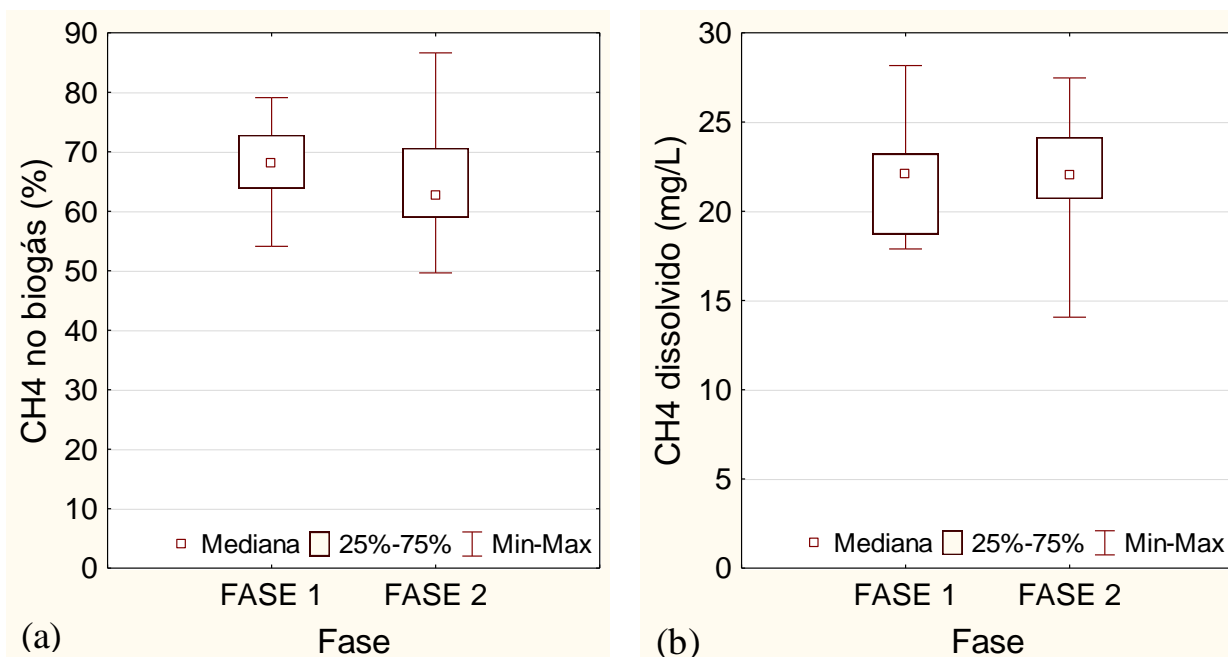 CH4 no biogás (%)
90
80
70
60
50
40
30
20
10
0
Mediana 25%-75% Min-Max
FASE 1 FASE 2
Fase
(a)
CH4 dissolvido (mg/L)
30
25
20
15
10
5
0
Mediana 25%-75% Min-Max
FASE 1 FASE 2
Fase
(b)